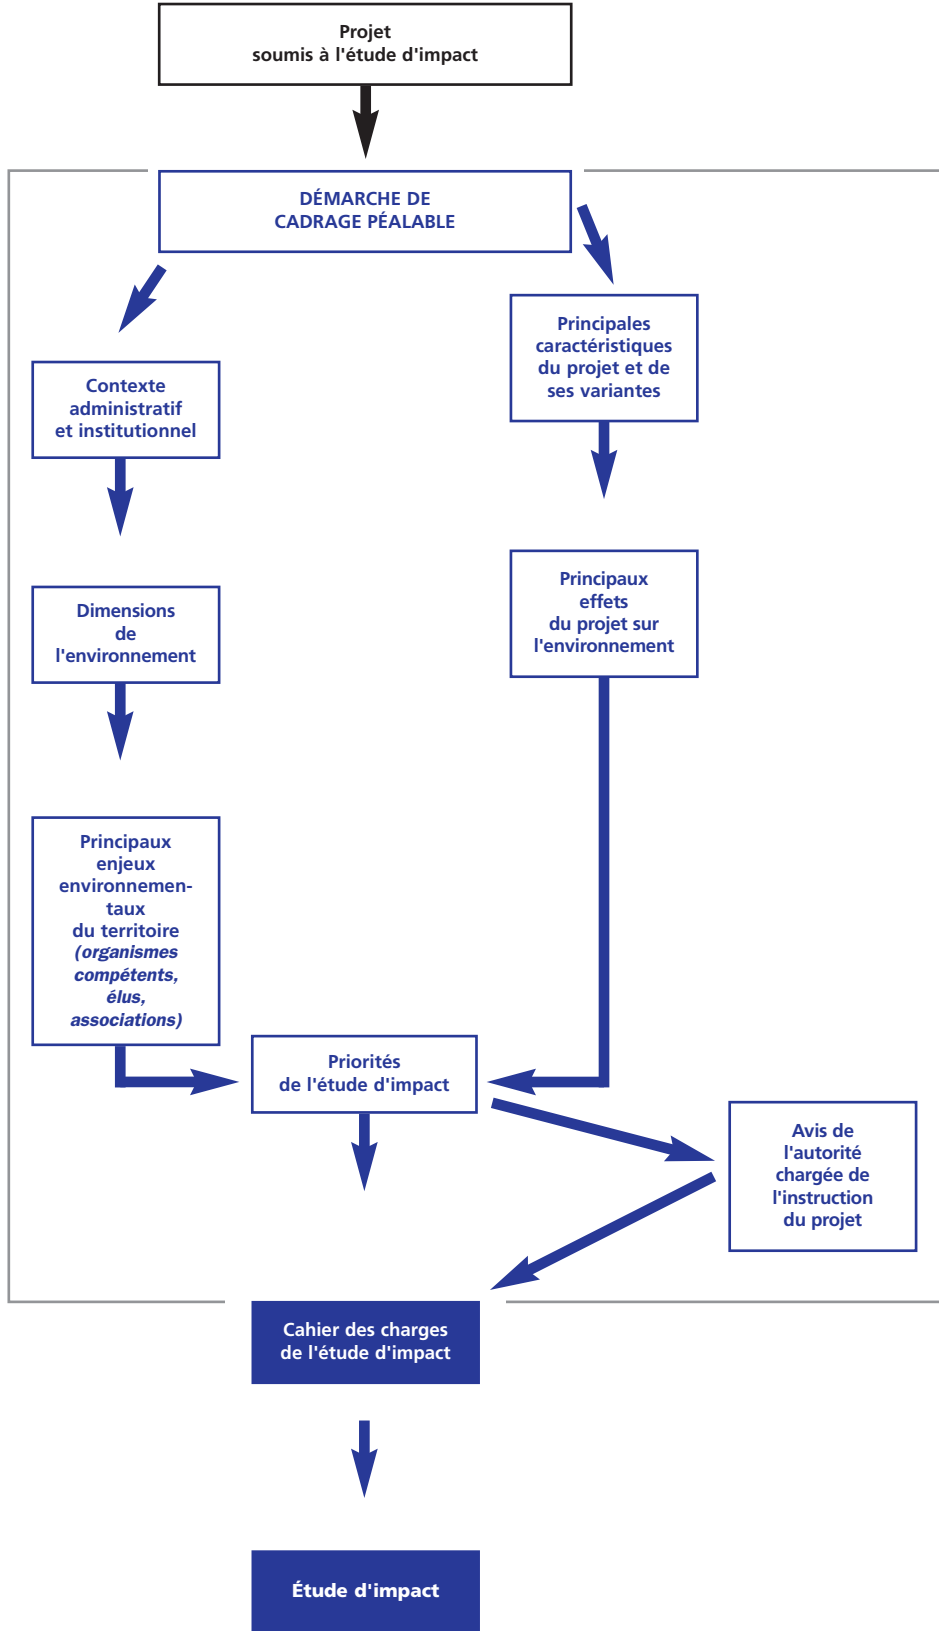 Projet
soumis à l'étude d'impact
DÉMARCHE DE
CADRAGE PÉALABLE
Principales
caractéristiques
du projet et de
ses variantes
Contexte
administratif
et institutionnel
Principaux
effets
du projet sur
l'environnement
Dimensions
de
l'environnement
Principaux
enjeux
environnemen-
taux
du territoire
(organismes
compétents,
élus,
associations)
Priorités
de l'étude d'impact
Avis de
l'autorité
chargée de
l'instruction
du projet
Cahier des charges
de l'étude d'impact
Étude d'impact